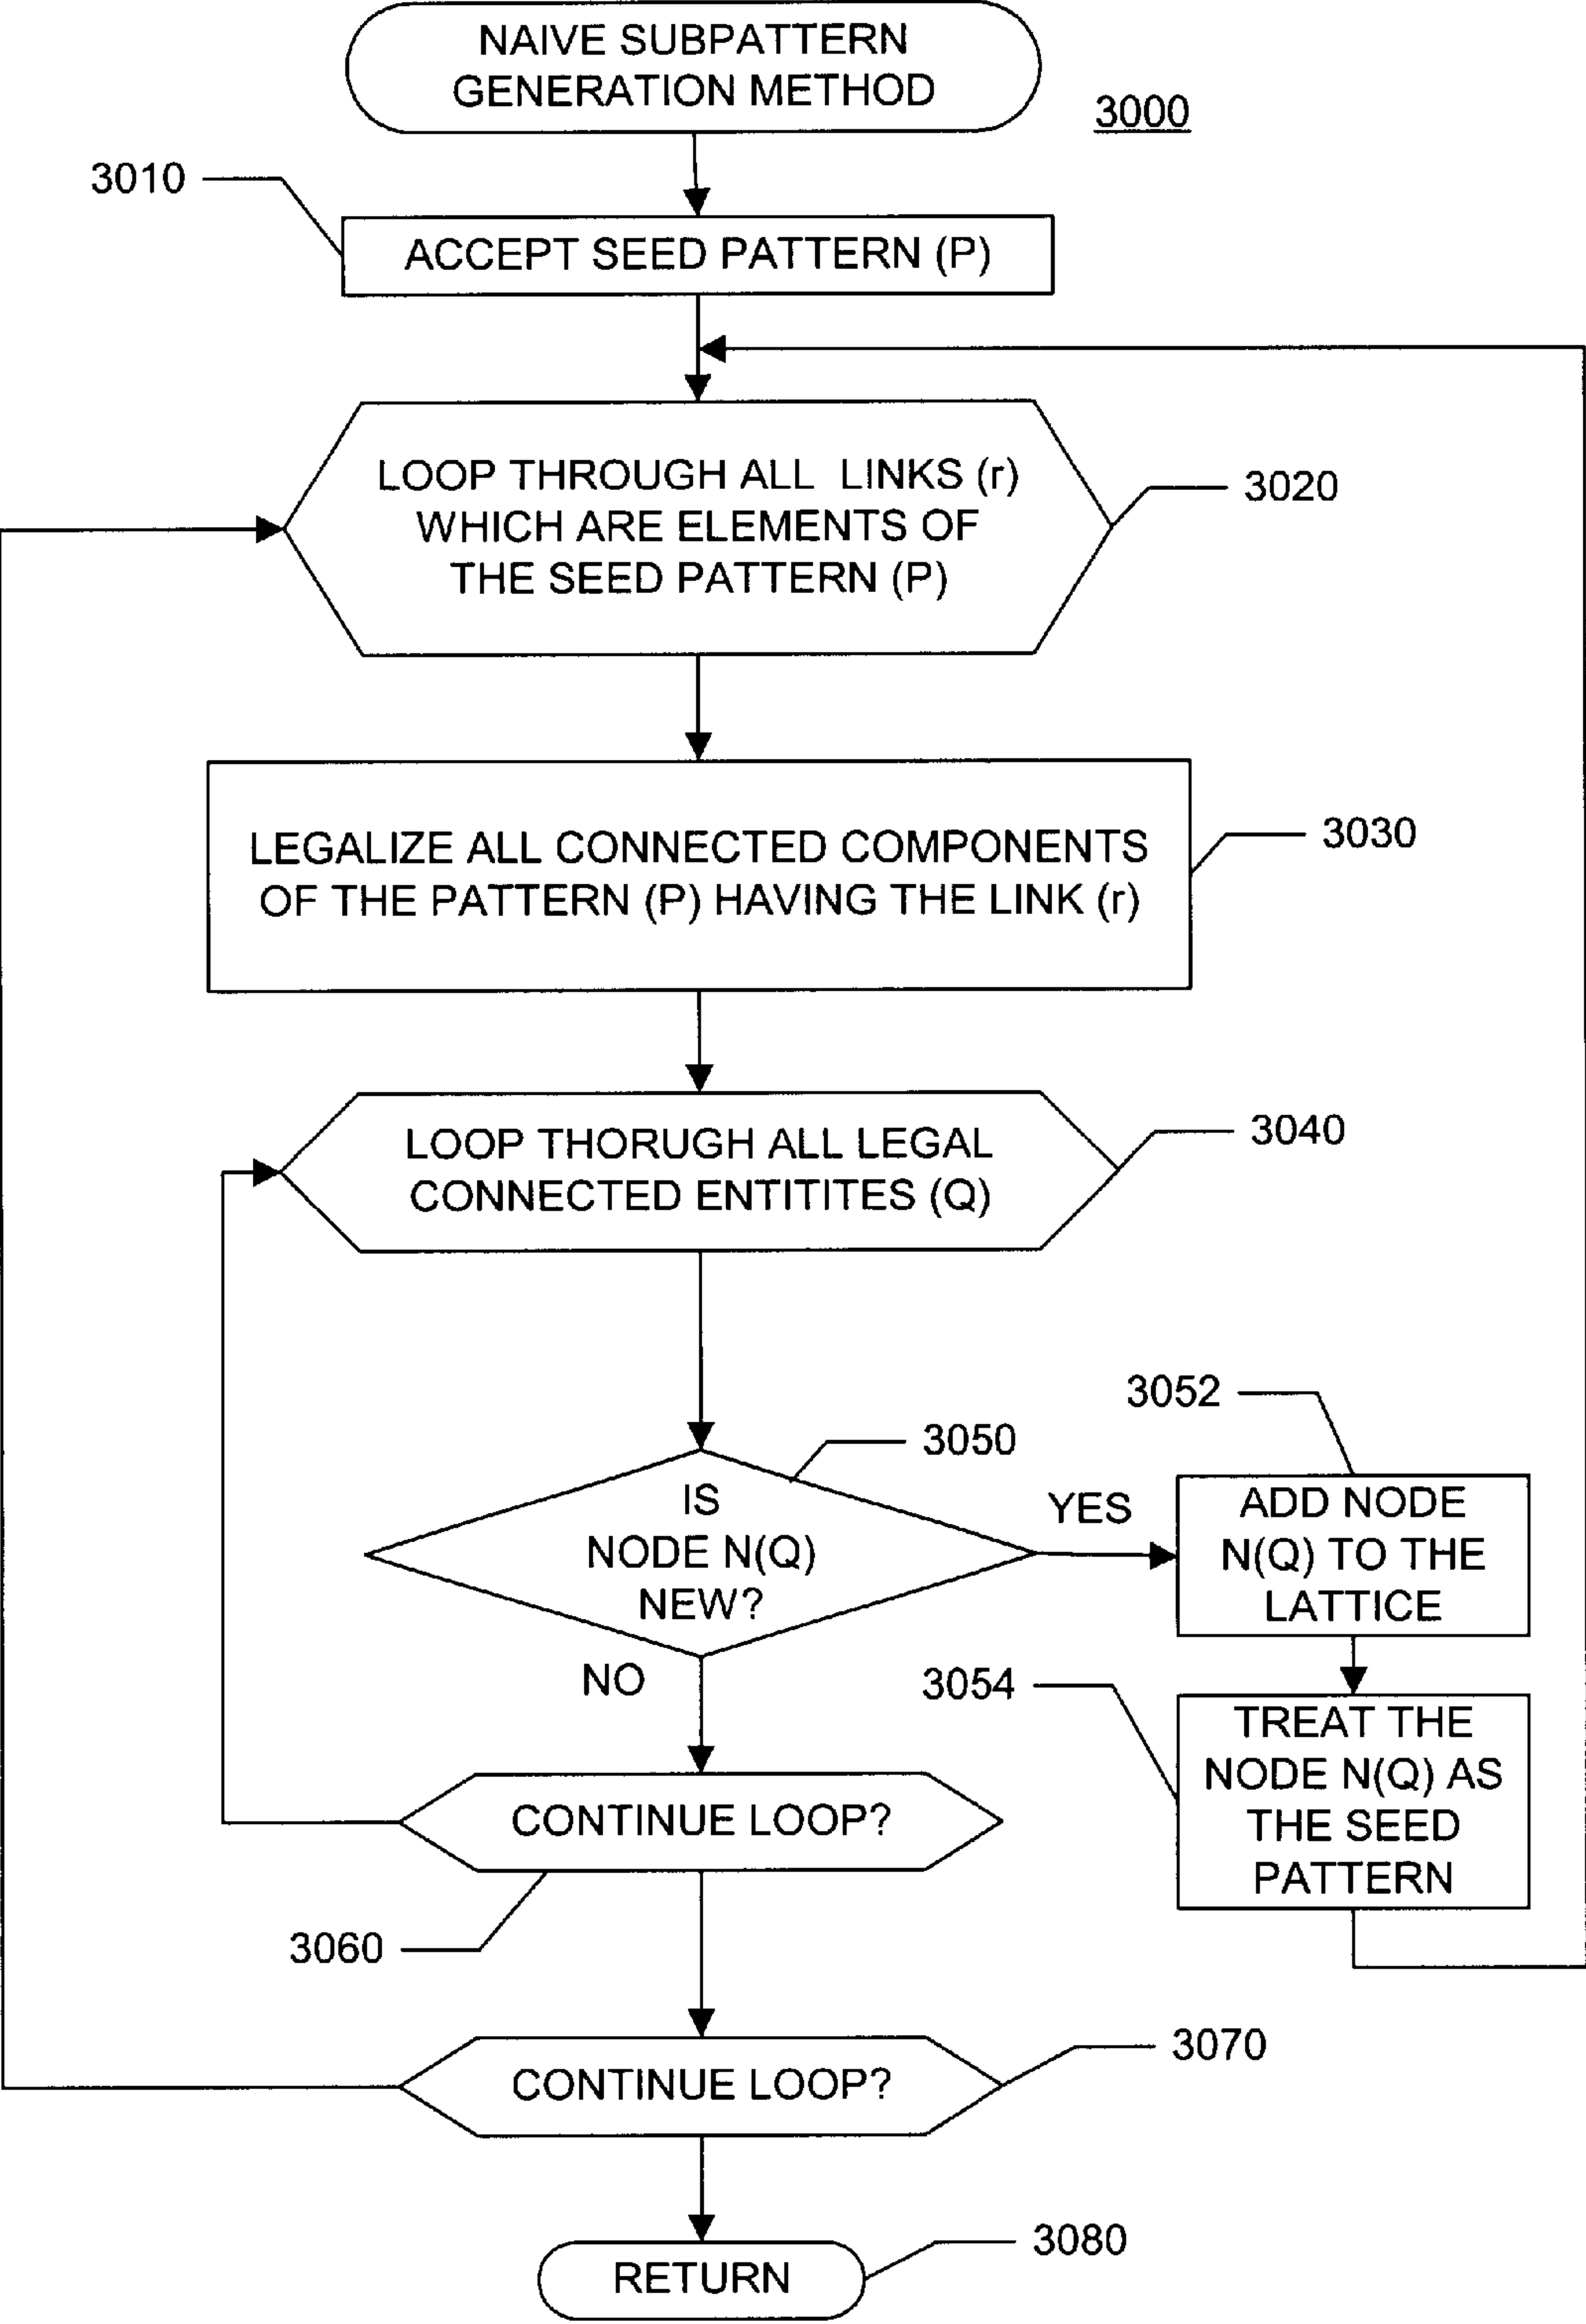 NAIVE SUBPATTERN
GENERATION METHOD
3000
3010
ACCEPT SEED PATTERN (P)
LOOP THROUGH ALL LINKS (r)
WHICH ARE ELEMENTS OF
THE SEED PATTERN (P)
3020
LEGALIZE ALL CONNECTED COMPONENTS
OF THE PATTERN (P) HAVING THE LINK (r)
3030
LOOP THORUGH ALL LEGAL
CONNECTED ENTITITES (Q)
3040
3052
3050
IS
NODE N(Q)
NEW?
YES
ADD NODE
N(Q) TO THE
LATTICE
NO
3054
TREAT THE
NODE N(Q) AS
THE SEED
PATTERN
CONTINUE LOOP?
3060
CONTINUE LOOP?
3070
RETURN
3080